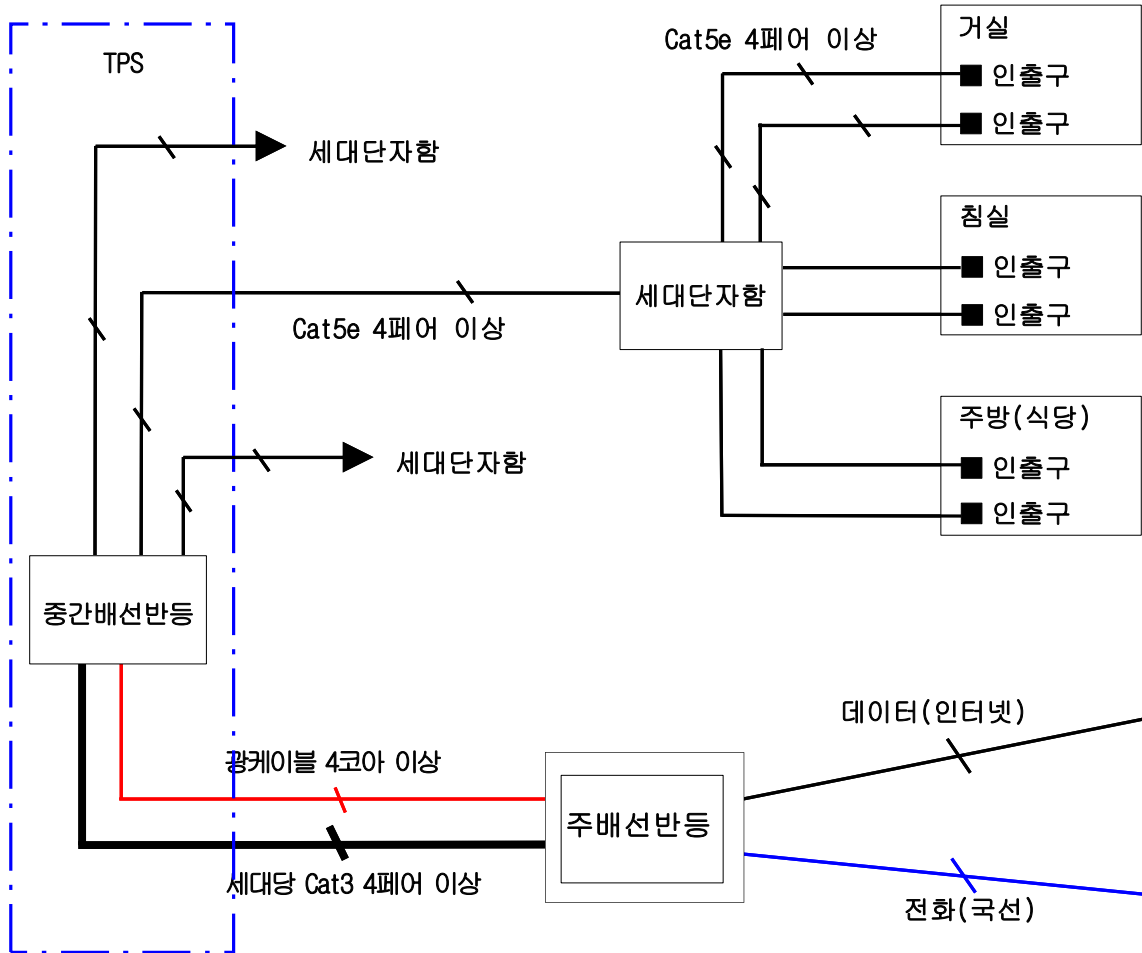 TPS
Cat5e 4페어 이상
거실
인출구
인출구
세대단자함
침실
인출구
인출구
세대단자함
Cat5e 4페어 이상
주방(식당)
인출구
인출구
세대단자함
중간배선반등
데이터(인터넷)
광케이블 4코아 이상
주배선반등
세대당 Cat3 4페어 이상
전화(국선)